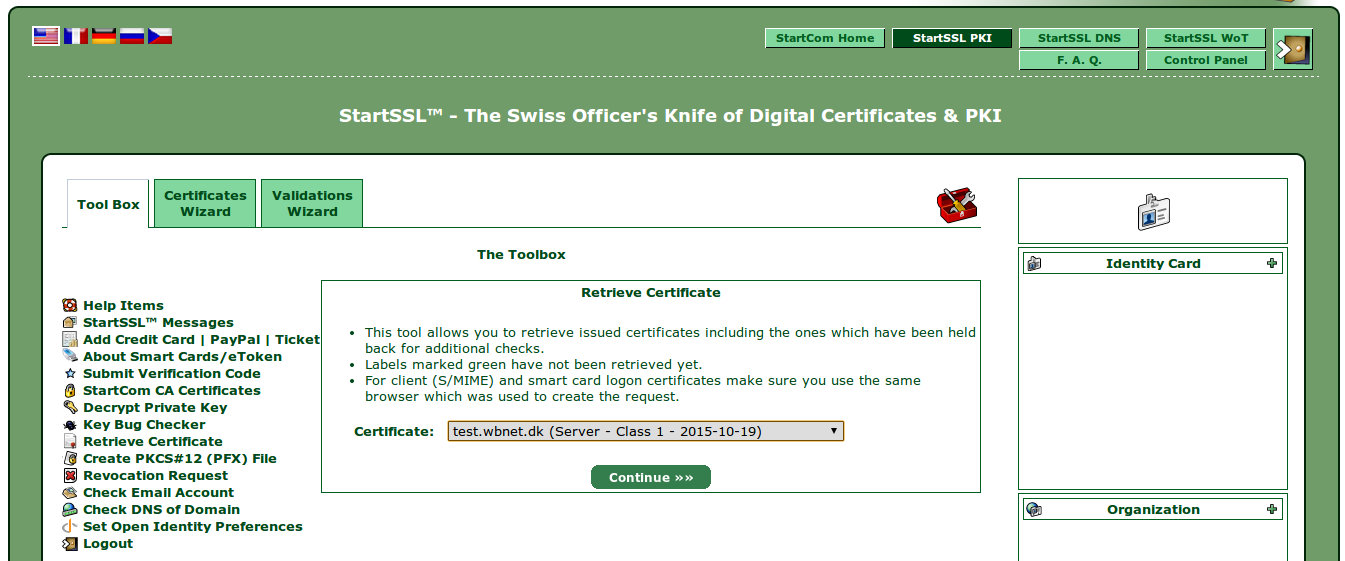 StartCom Home
StartSSL PKI
StartSSL DNS
StartSSL WoT
F. A. Q.
Control Panel
StartSSL™ – The Swiss Officer's Knife of Digital Certificates & PKI
Tool Box
Certificates
Wizard
Validations
Wizard
The Toolbox
Help Items
StartSSL™ Messages
Add Credit Card | PayPal | Ticket
About Smart Cards/eToken
Submit Verification Code
StartCom CA Certificates
Decrypt Private Key
Key Bug Checker
Retrieve Certificate
Create PKCS#12 (PFX) File
Revocation Request
Check Email Account
Check DNS of Domain
Set Open Identity Preferences
Logout
Retrieve Certificate
• This tool allows you to retrieve issued certificates including the ones which have been held
back for additional checks.
• Labels marked green have not been retrieved yet.
• For client (S/MIME) and smart card logon certificates make sure you use the same
browser which was used to create the request.
Certificate: test.wbnet.dk (Server - Class 1 - 2015-10-19)
Continue »»
Identity Card
Organization